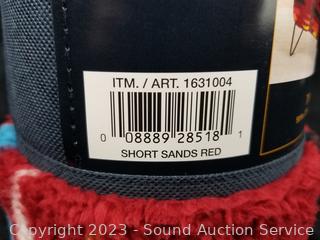 ITM. / ART. 1631004
0 08889 28518 1
SHORT SANDS RED
Copyright 2023 - Sound Auction Service